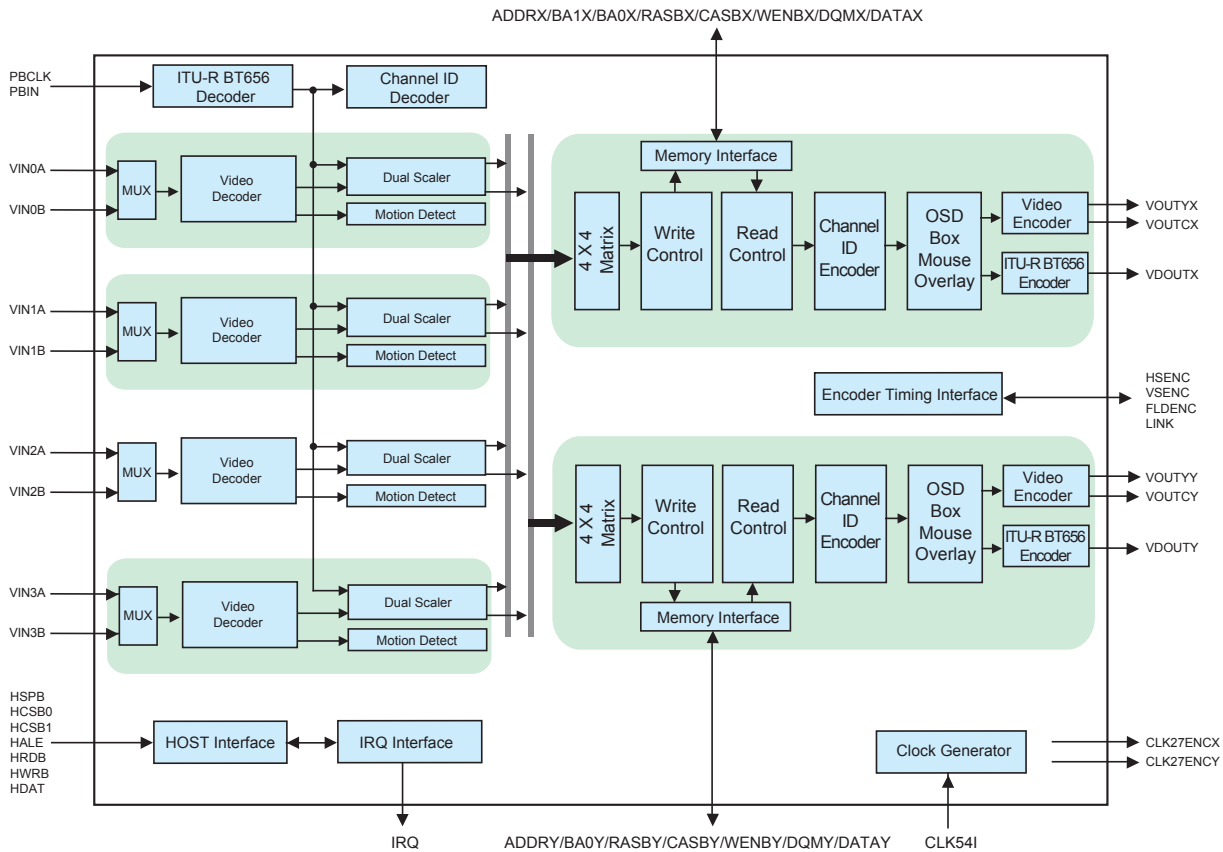 ADDRX/BA1X/BA0X/RASBX/CASBX/WENBX/DQMX/DATAX
PBCLK
PBIN
ITU-R BT656
Decoder
Channel ID
Decoder
VIN0A
VIN0B
MUX
Video
Decoder
Dual Scaler
Motion Detect
VIN1A
VIN1B
MUX
Video
Decoder
Dual Scaler
Motion Detect
VIN2A
VIN2B
MUX
Video
Decoder
Dual Scaler
Motion Detect
VIN3A
VIN3B
MUX
Video
Decoder
Dual Scaler
Motion Detect
Memory Interface
4 X 4
Matrix
Write
Control
Read
Control
Channel
ID
Encoder
OSD
Box
Mouse
Overlay
Video
Encoder
ITU-R BT656
Encoder
VOUTYX
VOUTCX
VDOUTX
Encoder Timing Interface
HSENC
VSENC
FLDENC
LINK
4 X 4
Matrix
Write
Control
Read
Control
Channel
ID
Encoder
OSD
Box
Mouse
Overlay
Video
Encoder
ITU-R BT656
Encoder
VOUTYY
VOUTCY
VDOUTY
Memory Interface
HSPB
HCSB0
HCSB1
HALE
HRDB
HWRB
HDAT
HOST Interface
IRQ Interface
Clock Generator
CLK27ENCX
CLK27ENCY
IRQ
ADDRY/BA0Y/RASBY/CASBY/WENBY/DQMY/DATAY
CLK54I